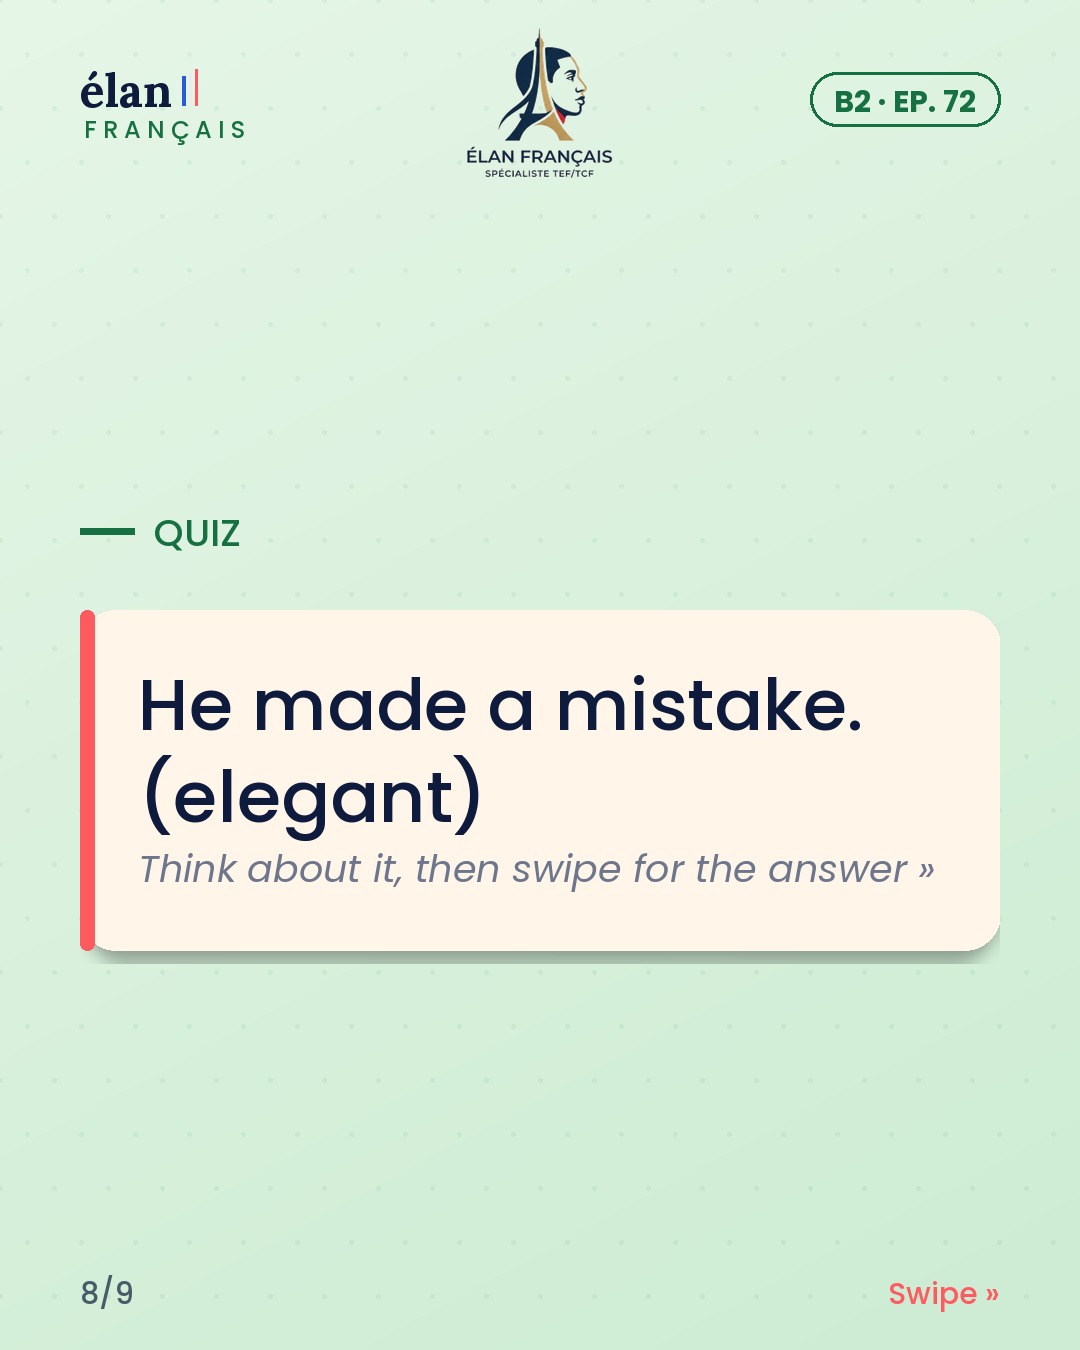 élan
FRANÇAIS
ÉLAN FRANÇAIS
SPÉCIALISTE TEF/TCF
B2 · EP. 72
QUIZ
He made a mistake.
(elegant)
Think about it, then swipe for the answer »
8/9
Swipe »